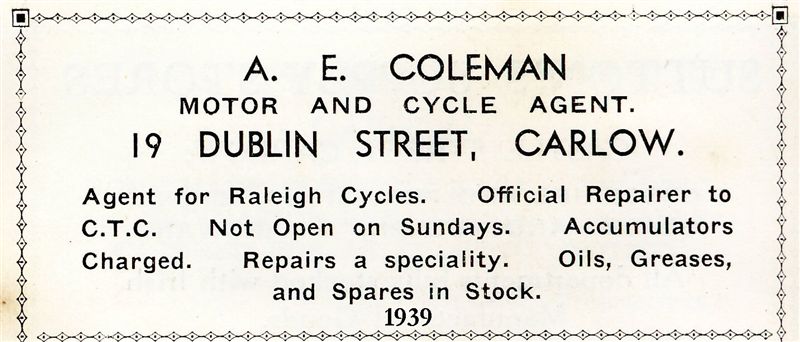 A. E. COLEMAN
MOTOR AND CYCLE AGENT.
19 DUBLIN STREET, CARLOW.
Agent for Raleigh Cycles. Official Repairer to
C.T.C. Not Open on Sundays. Accumulators
Charged. Repairs a speciality. Oils, Greases,
and Spares in Stock.
1939